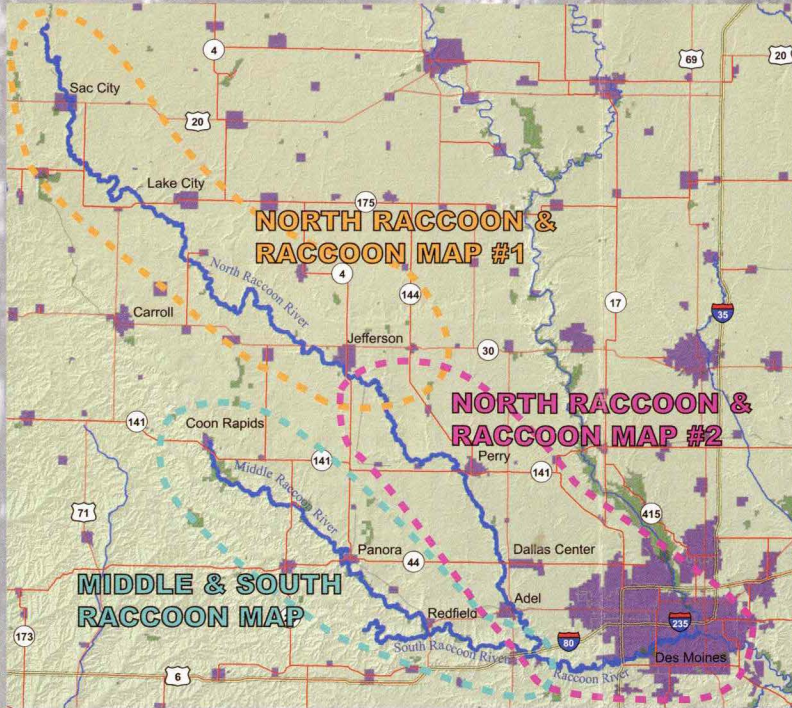 4
69
20
Sac City
20
Lake City
175
NORTH RACCOON &
RACCOON MAP #1
North Raccoon River
4
144
17
35
Carroll
Jefferson
30
NORTH RACCOON &
RACCOON MAP #2
141
Coon Rapids
141
Middle Raccoon River
Perry
141
71
415
Panora
44
Dallas Center
MIDDLE & SOUTH
RACCOON MAP
Adel
Redfield
235
173
80
South Raccoon River
Des Moines
6
Raccoon River